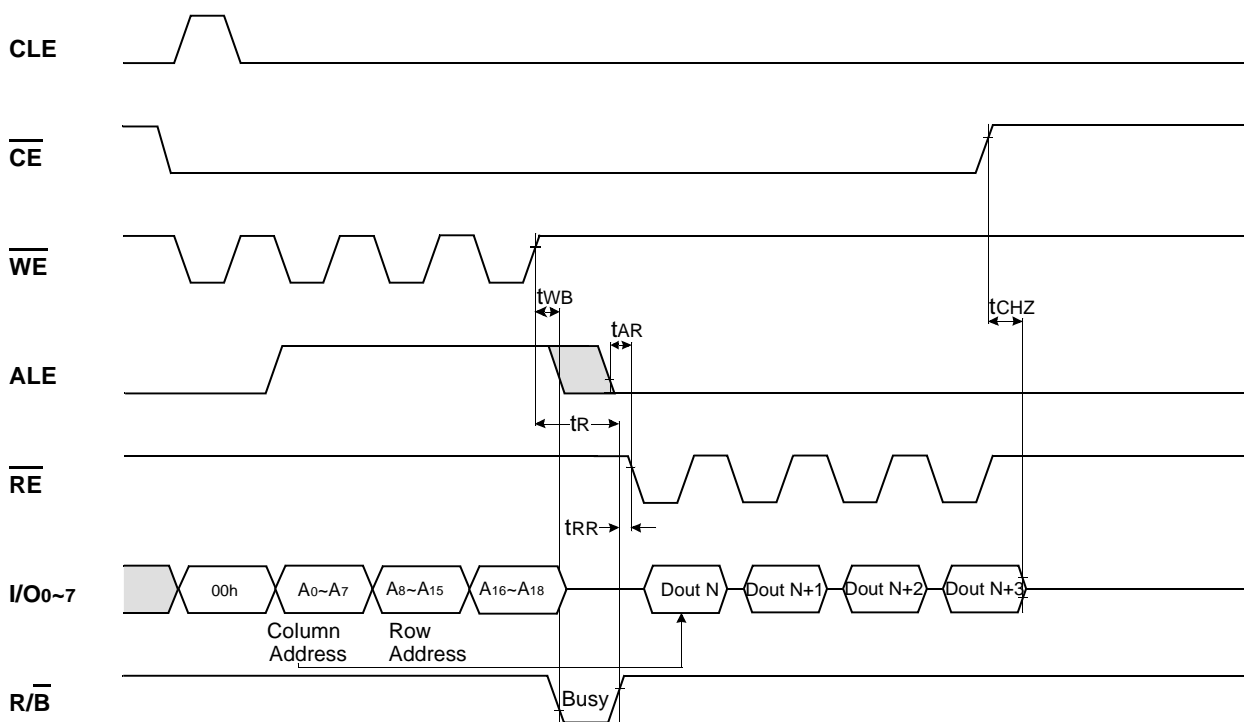 CLE
CE
WE
tWB
tCHZ
tAR
ALE
tR
RE
tRR
I/O0~7
00h
A0~A7
A8~A15
A16~A18
Dout N
Dout N+1
Dout N+2
Dout N+3
Column
Address
Row
Address
R/B
Busy